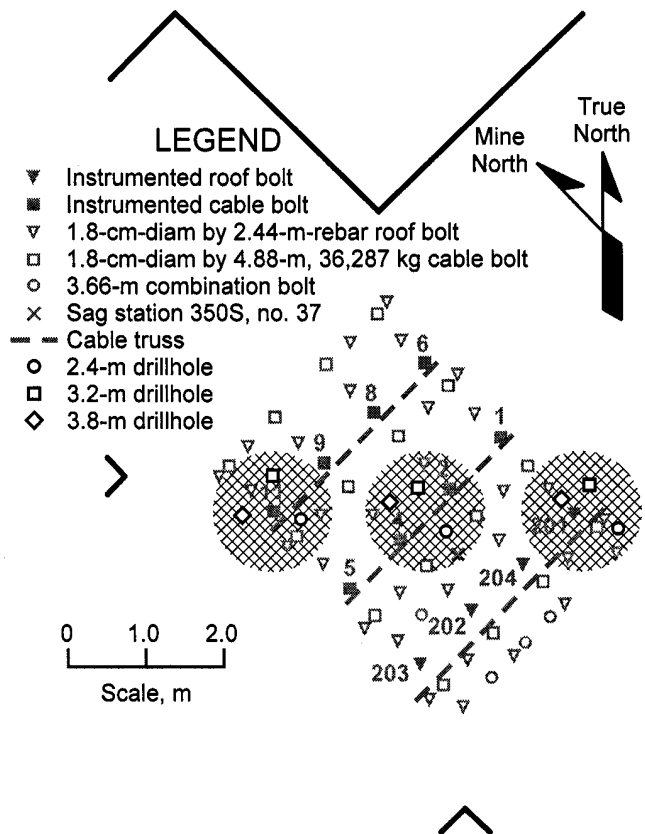 True
North
Mine
North
LEGEND
Instrumented roof bolt
Instrumented cable bolt
1.8-cm-diam by 2.44-m-rebar roof bolt
1.8-cm-diam by 4.88-m, 36,287 kg cable bolt
3.66-m combination bolt
Sag station 350S, no. 37
Cable truss
2.4-m drillhole
3.2-m drillhole
3.8-m drillhole
6
8
1
9
2
4
201
5
204
202
203
0 1.0 2.0
Scale, m